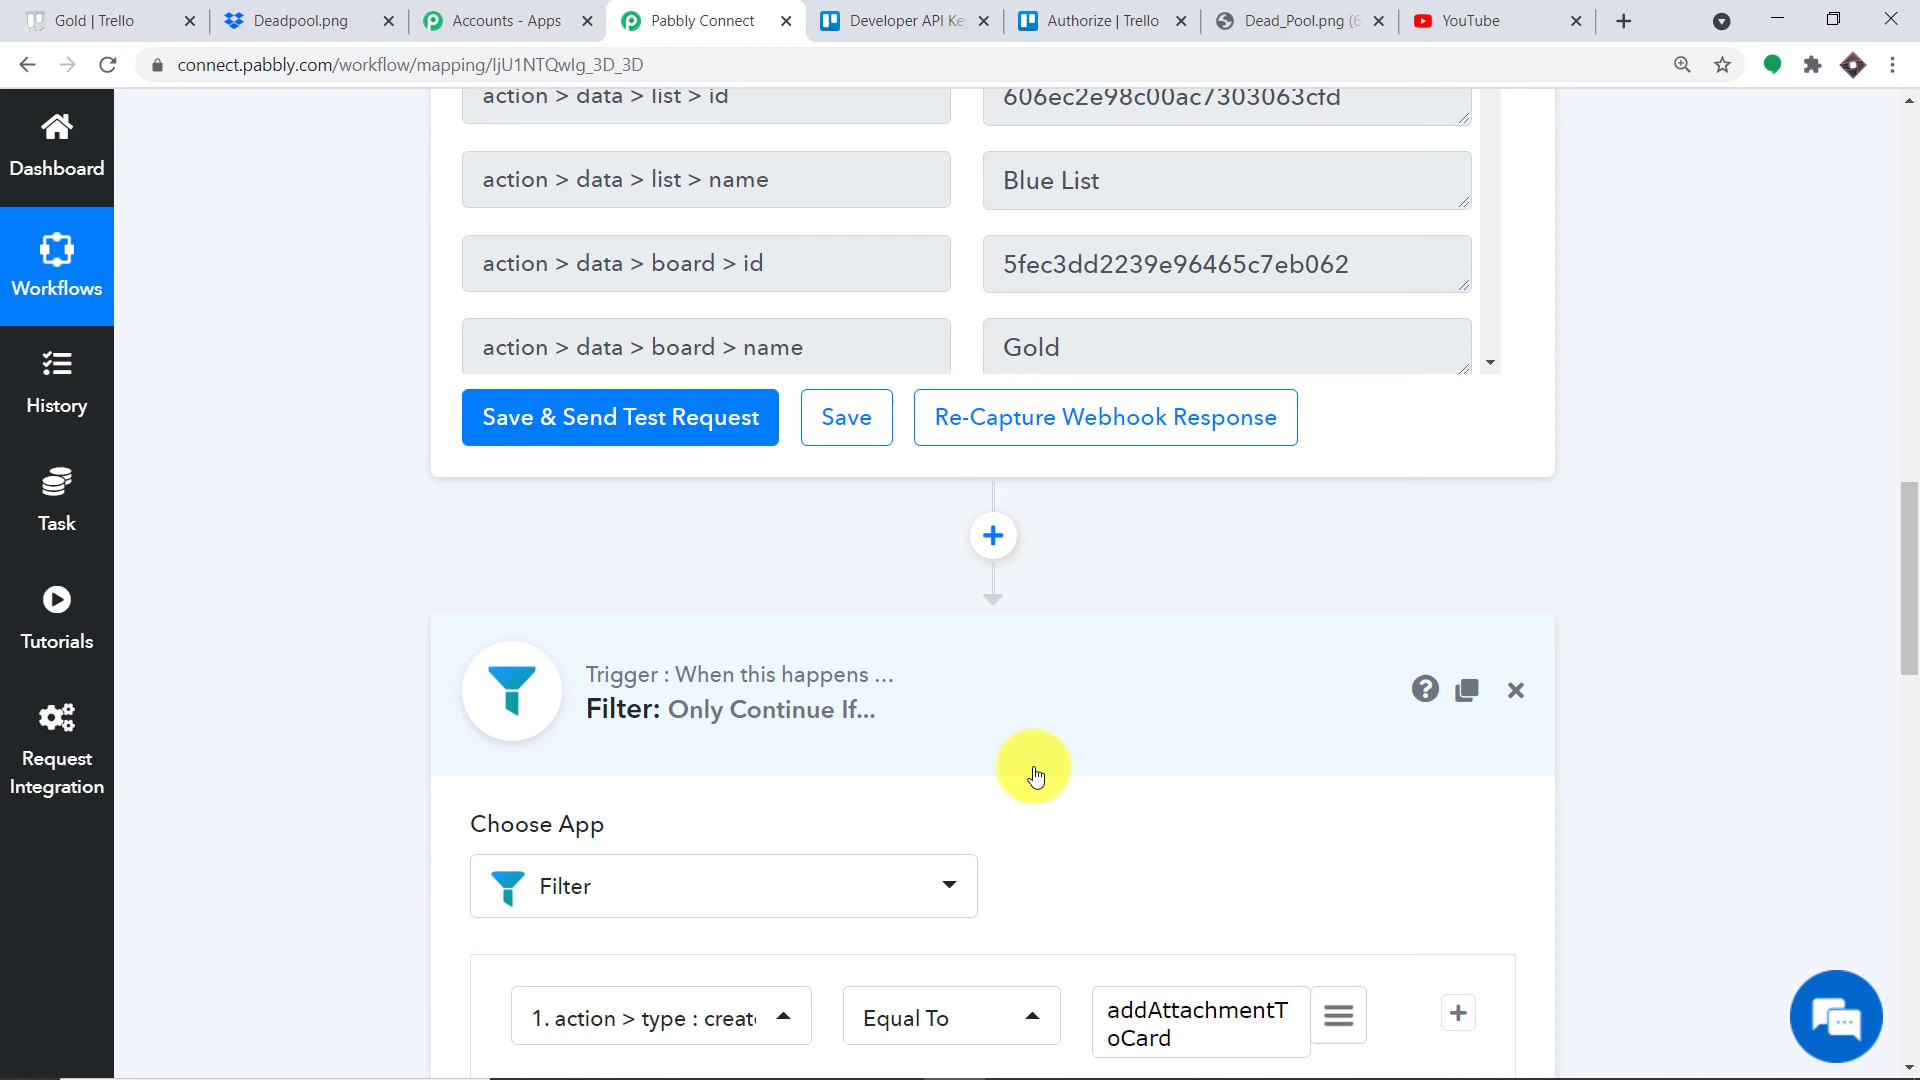 Gold | Trello
Deadpool.png
Accounts - Apps
Pabbly Connect
Developer API Ke
Authorize | Trello
Dead_Pool.png (6
YouTube
connect.pabbly.com/workflow/mapping/IjU1NTQwIg_3D_3D
Dashboard
Workflows
History
Task
Tutorials
Request
Integration
action > data > list > id
606ec2e98c00ac7303063cfd
action > data > list > name
Blue List
action > data > board > id
5fec3dd2239e96465c7eb062
action > data > board > name
Gold
Save & Send Test Request
Save
Re-Capture Webhook Response
Trigger : When this happens ...
Filter: Only Continue If...
Choose App
Filter
1. action > type : creat
Equal To
addAttachmentT
oCard